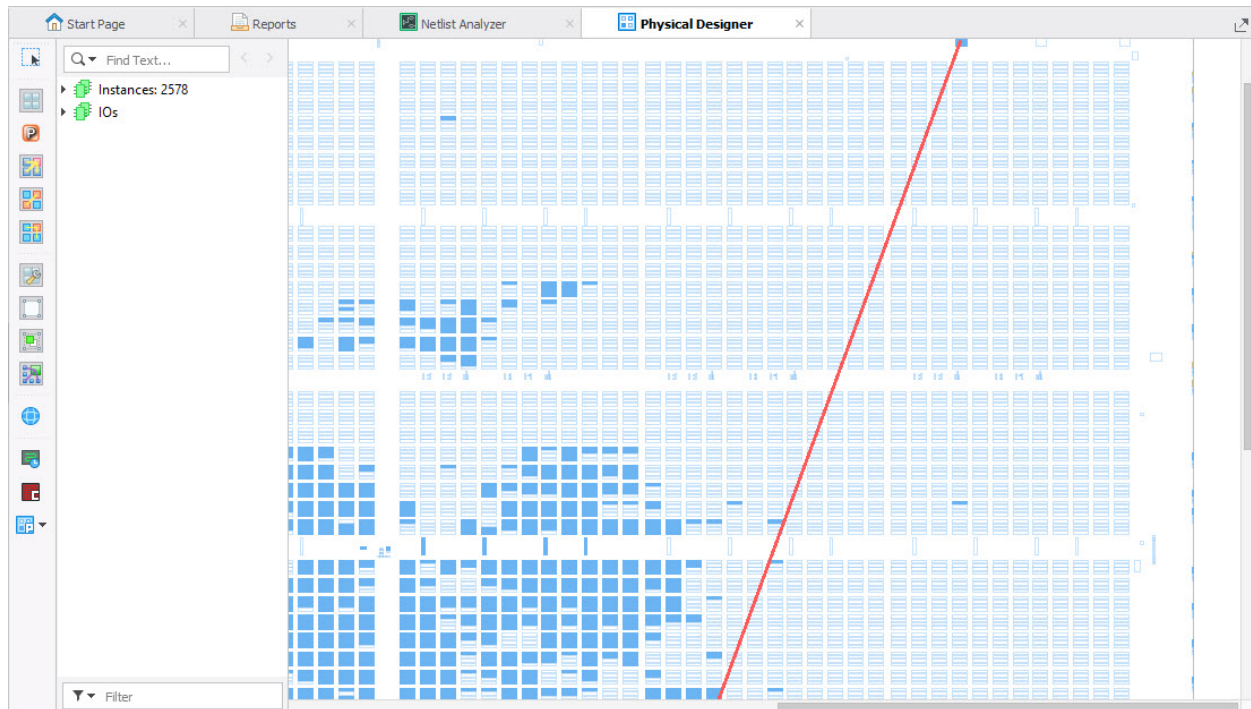 Start Page
Reports
Netlist Analyzer
Physical Designer
Find Text...
Instances: 2578
IOs
Filter